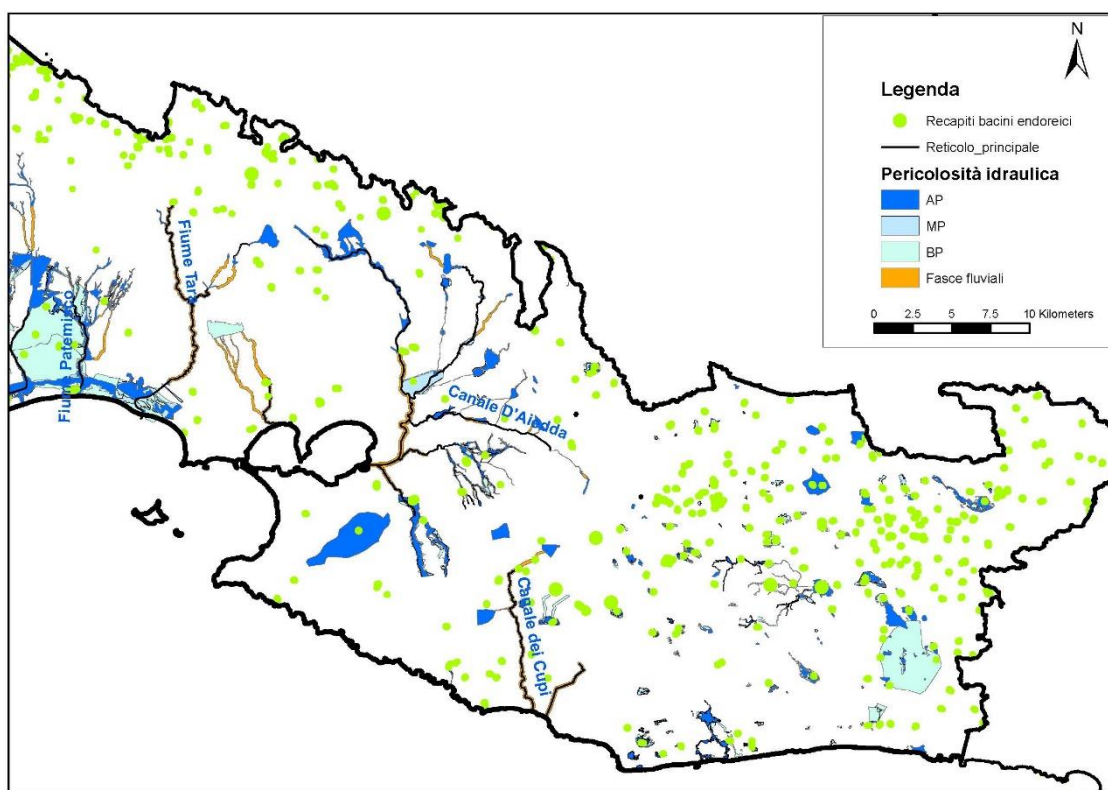 N
Legenda
Recapiti bacini endoreici
Reticolo_principale
Pericolosità idraulica
AP
MP
BP
Fasce fluviali
0 2.5 5 7.5 10 Kilometers
Fiume Tara
Fiume Patemisco
Canale D'Aiedda
Canale dei Cupi